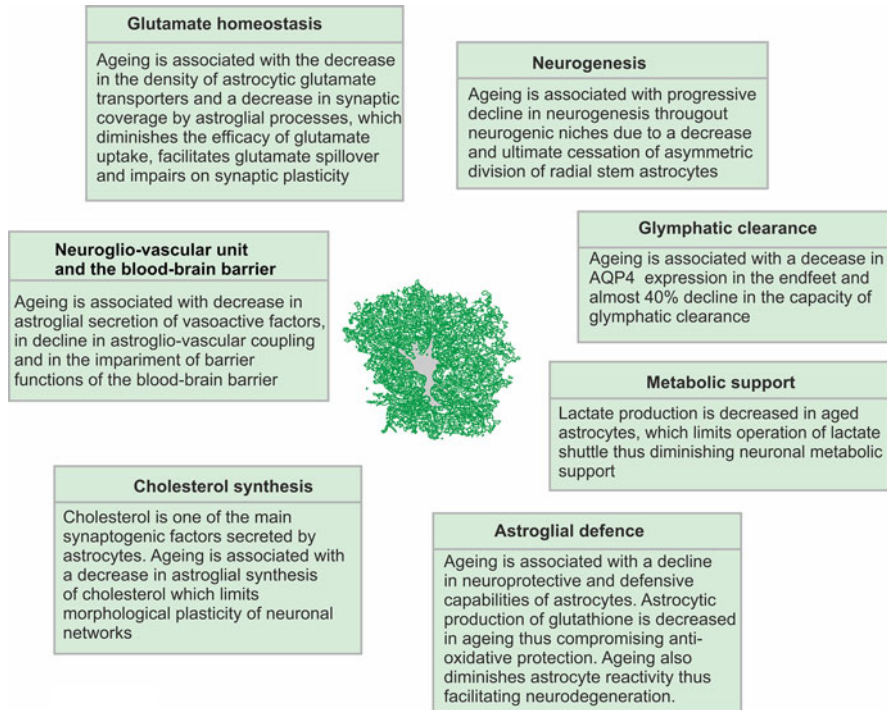 Glutamate homeostasis
Ageing is associated with the decrease
in the density of astrocytic glutamate
transporters and a decrease in synaptic
coverage by astroglial processes, which
diminishes the efficacy of glutamate
uptake, facilitates glutamate spillover
and impairs on synaptic plasticity
Neurogenesis
Ageing is associated with progressive
decline in neurogenesis througout
neurogenic niches due to a decrease
and ultimate cessation of asymmetric
division of radial stem astrocytes
Glymphatic clearance
Ageing is associated with a decease in
AQP4 expression in the endfeet and
almost 40% decline in the capacity of
glymphatic clearance
Neuroglio-vascular unit
and the blood-brain barrier
Ageing is associated with decrease in
astroglial secretion of vasoactive factors,
in decline in astroglio-vascular coupling
and in the impariment of barrier
functions of the blood-brain barrier
Metabolic support
Lactate production is decreased in aged
astrocytes, which limits operation of lactate
shuttle thus diminishing neuronal metabolic
support
Cholesterol synthesis
Cholesterol is one of the main
synaptogenic factors secreted by
astrocytes. Ageing is associated with
a decrease in astroglial synthesis
of cholesterol which limits
morphological plasticity of neuronal
networks
Astroglial defence
Ageing is associated with a decline
in neuroprotective and defensive
capabilities of astrocytes. Astrocytic
production of glutathione is decreased
in ageing thus compromising anti-
oxidative protection. Ageing also
diminishes astrocyte reactivity thus
facilitating neurodegeneration.